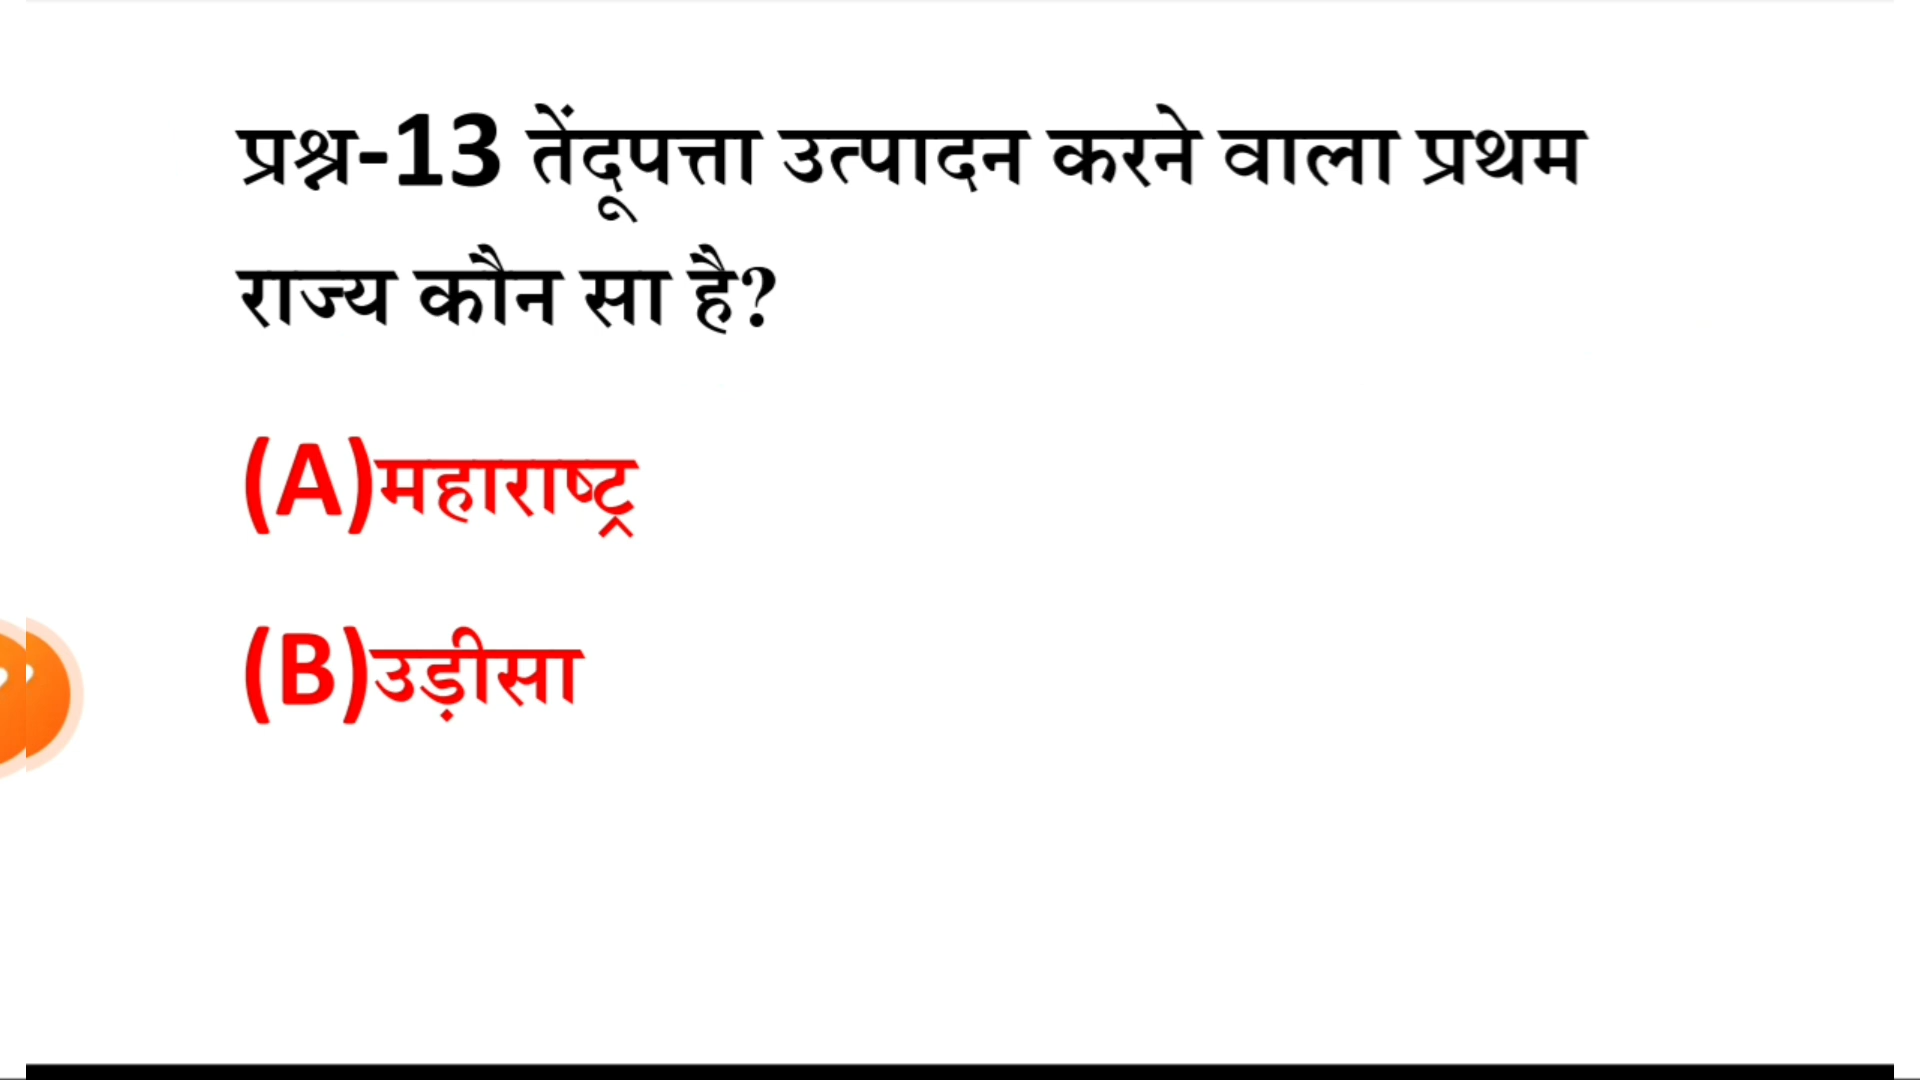 प्रश्न-13 तेंदूपत्ता उत्पादन करने वाला प्रथम
राज्य कौन सा है?
(A)महाराष्ट्र
(B)उड़ीसा